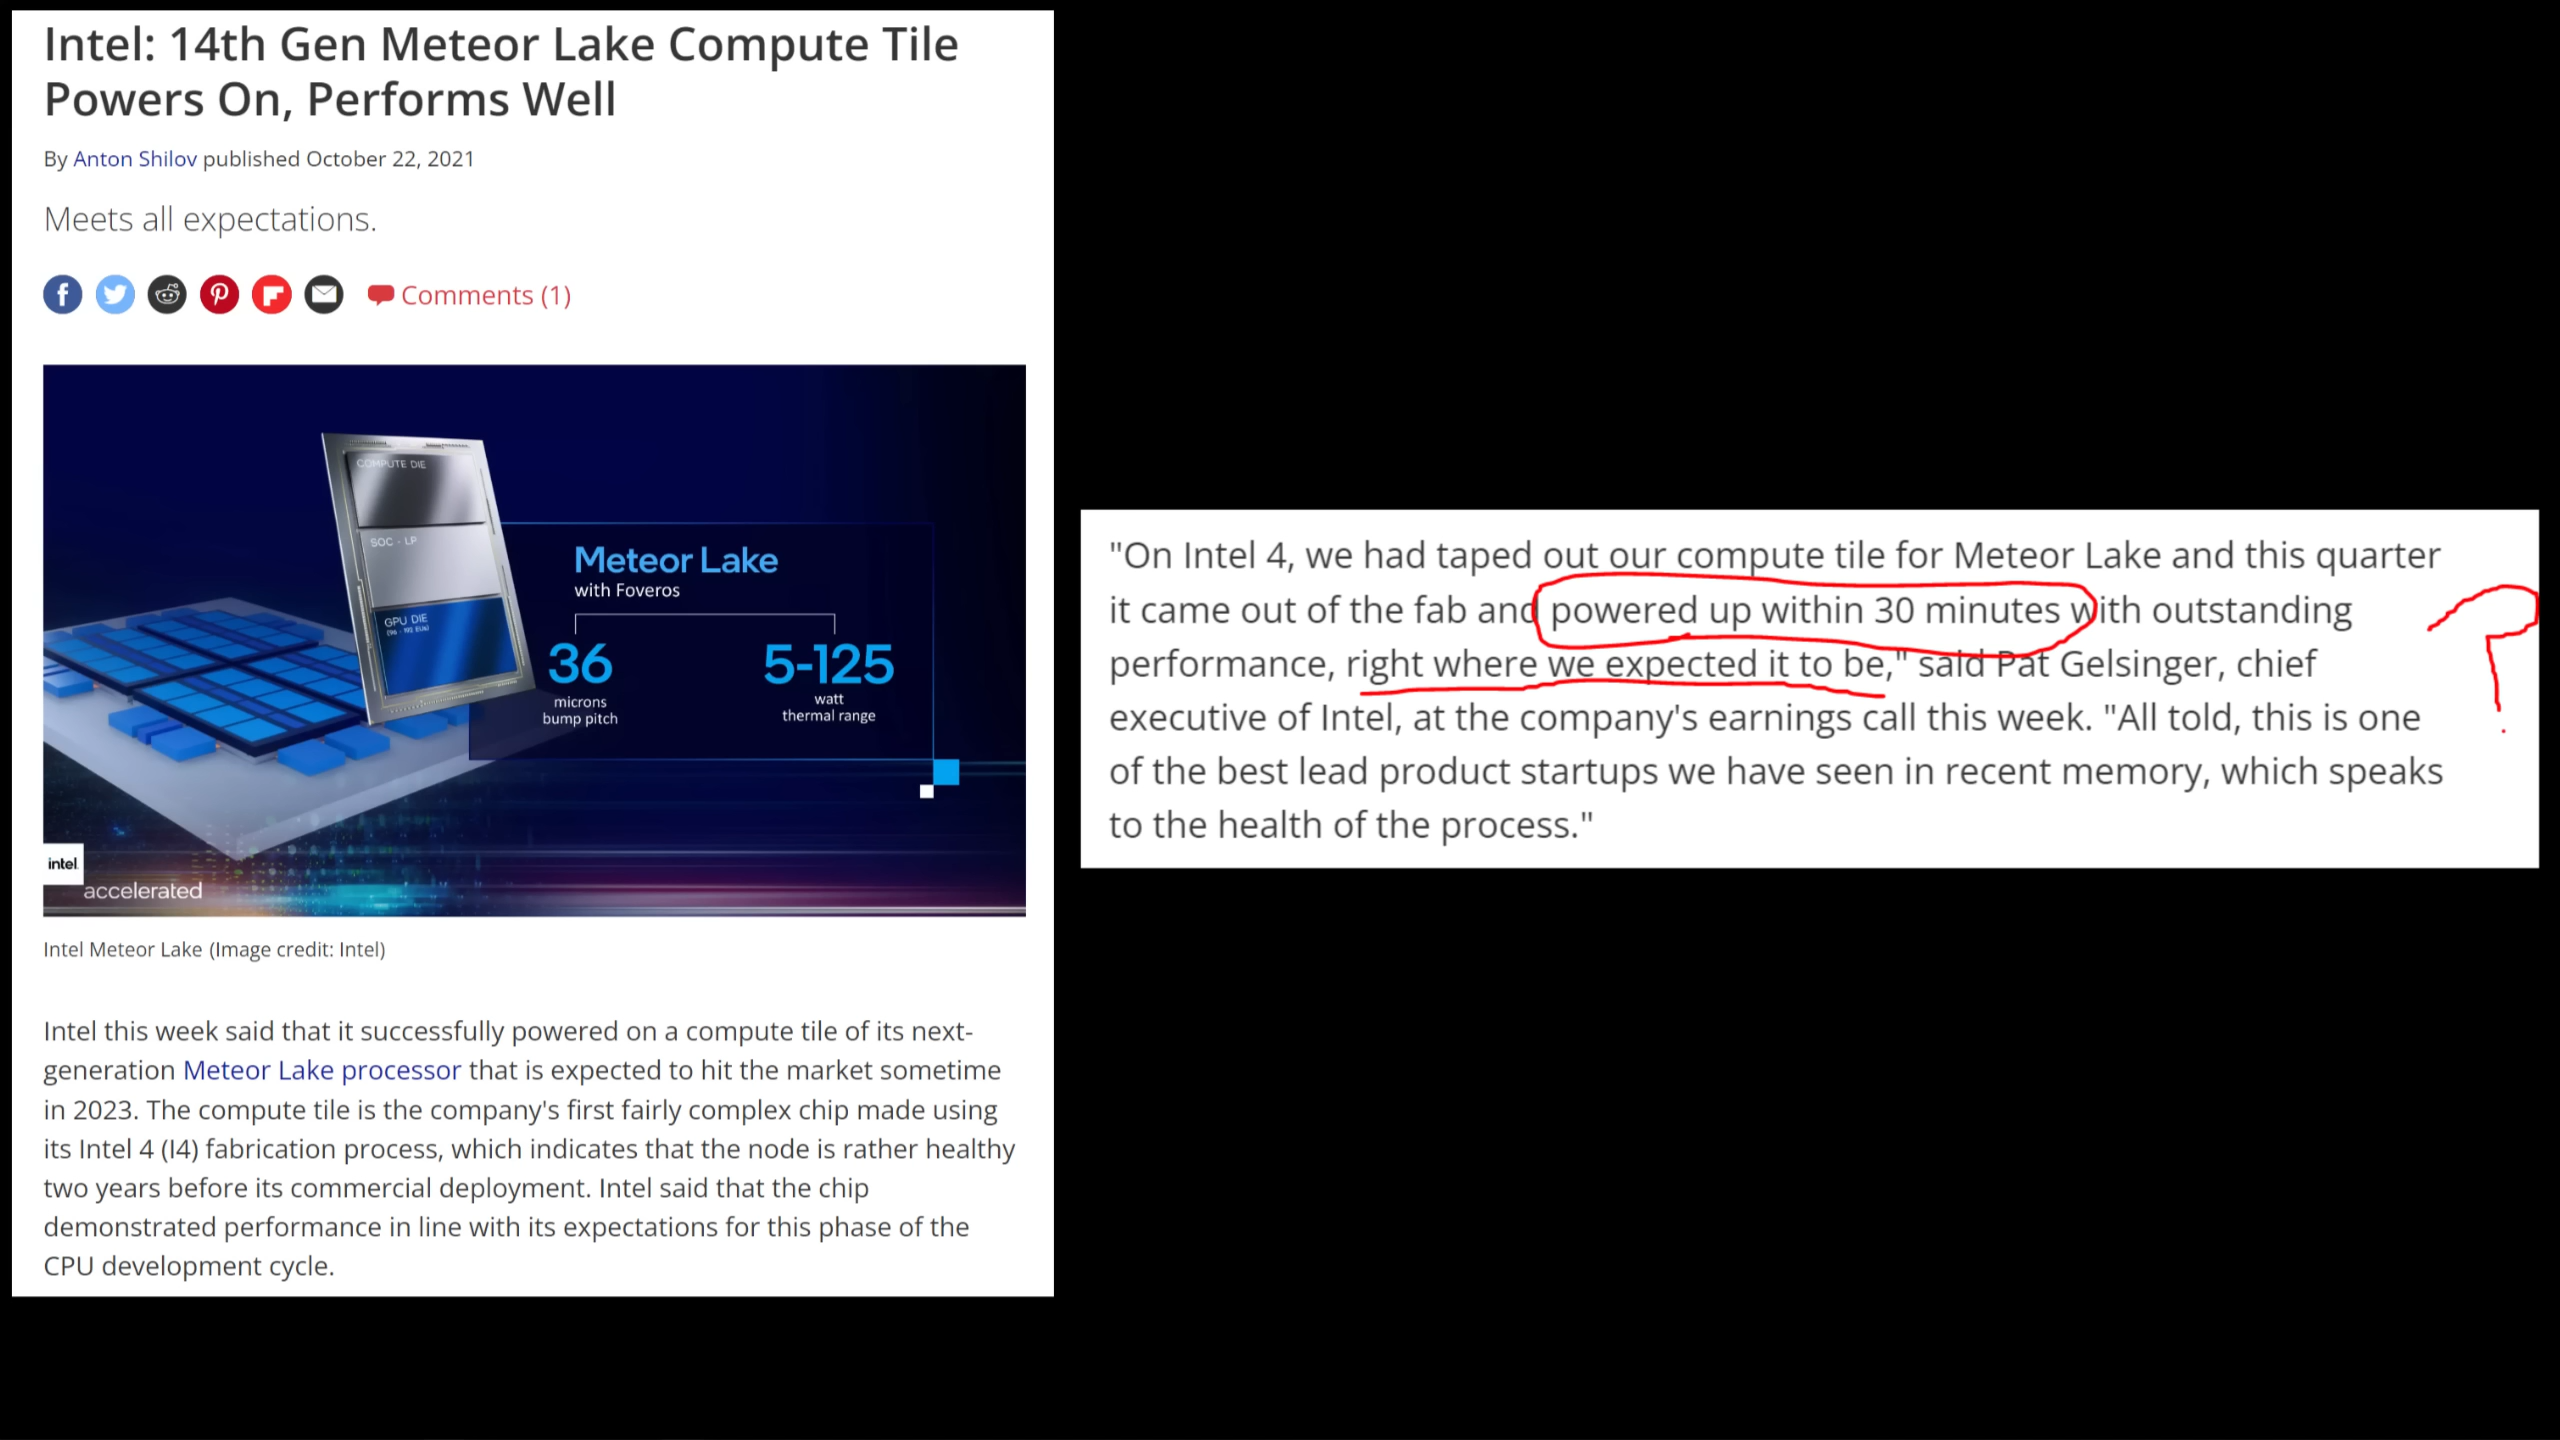 Intel: 14th Gen Meteor Lake Compute Tile
Powers On, Performs Well
By Anton Shilov published October 22, 2021
Meets all expectations.
Comments (1)
COMPUTE DIE
SOC - LP
GPU DIE
(96 - 192 EUs)
Meteor Lake
with Foveros
36
microns
bump pitch
5-125
watt
thermal range
intel.
accelerated
Intel Meteor Lake (Image credit: Intel)
Intel this week said that it successfully powered on a compute tile of its next-
generation Meteor Lake processor that is expected to hit the market sometime
in 2023. The compute tile is the company's first fairly complex chip made using
its Intel 4 (I4) fabrication process, which indicates that the node is rather healthy
two years before its commercial deployment. Intel said that the chip
demonstrated performance in line with its expectations for this phase of the
CPU development cycle.
"On Intel 4, we had taped out our compute tile for Meteor Lake and this quarter
it came out of the fab and powered up within 30 minutes with outstanding
performance, right where we expected it to be," said Pat Gelsinger, chief
executive of Intel, at the company's earnings call this week. "All told, this is one
of the best lead product startups we have seen in recent memory, which speaks
to the health of the process."
?